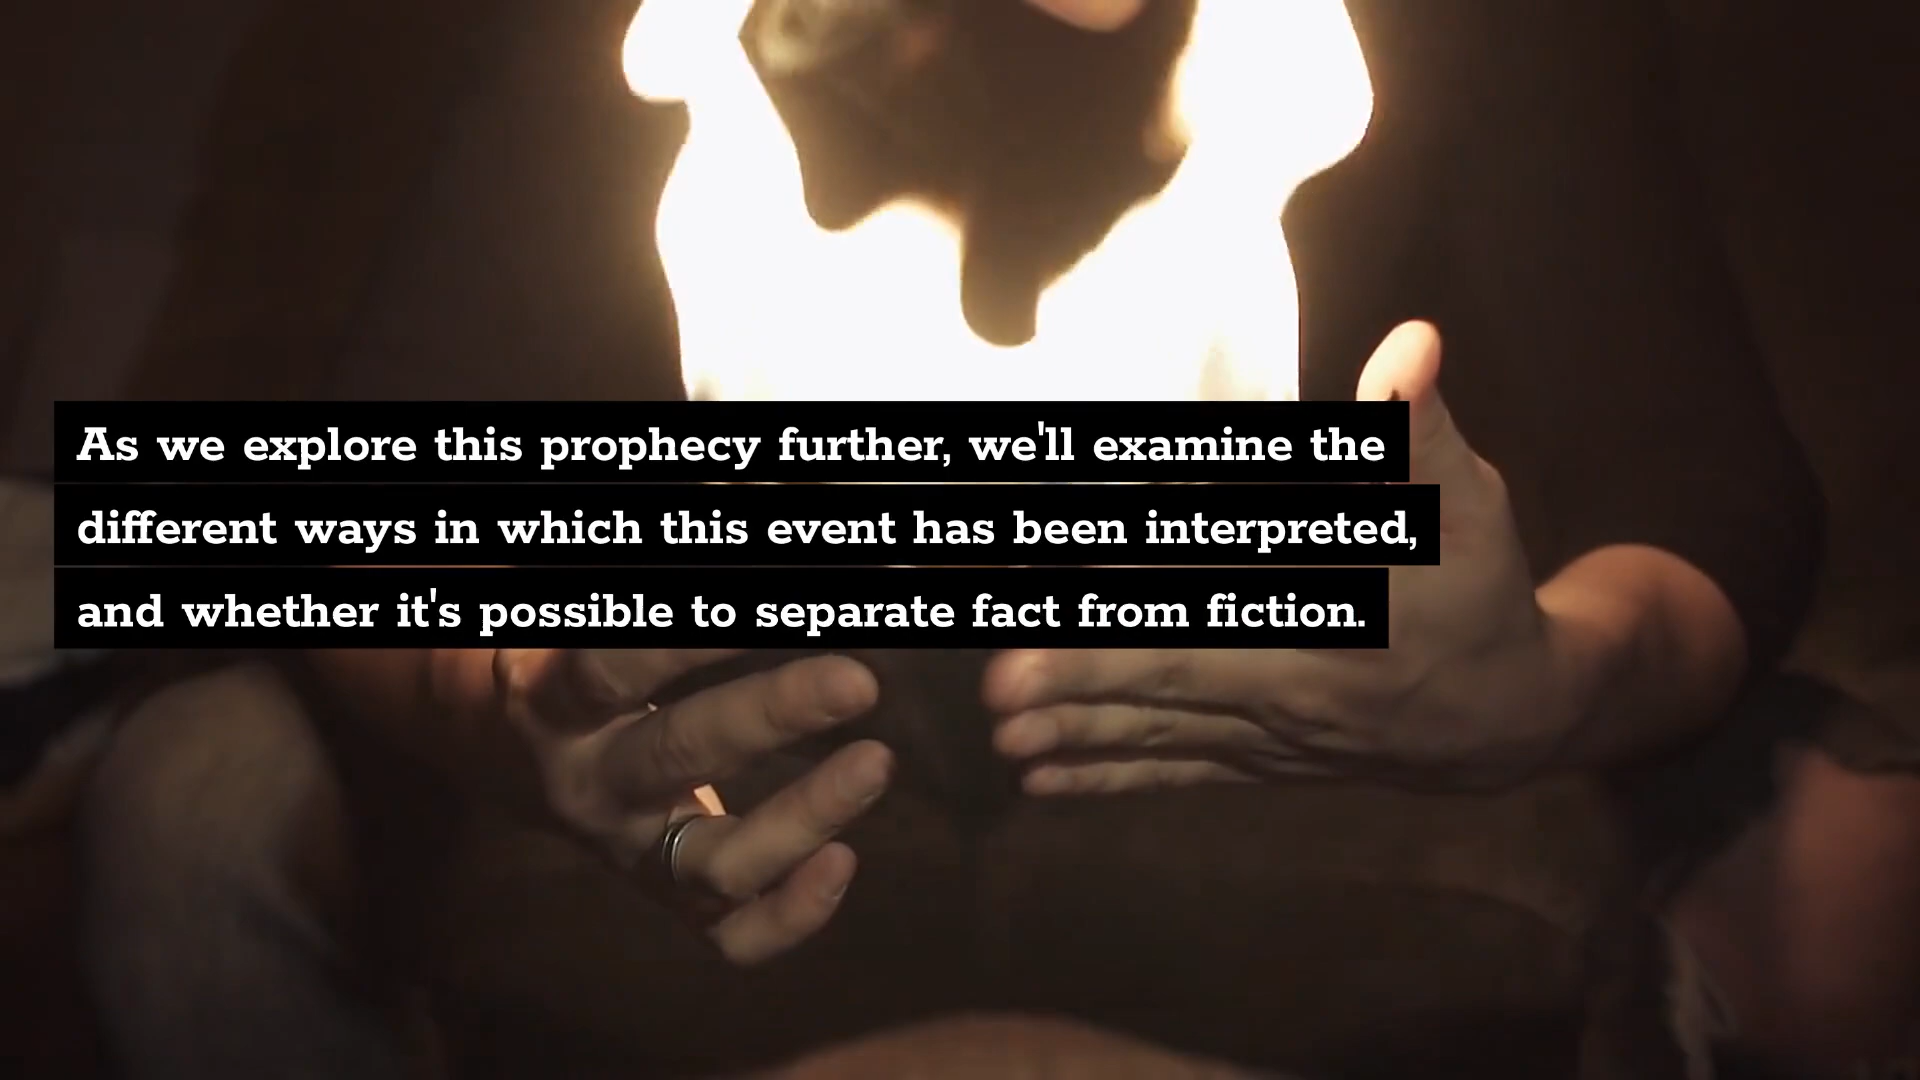 As we explore this prophecy further, we'll examine the
different ways in which this event has been interpreted,
and whether it's possible to separate fact from fiction.